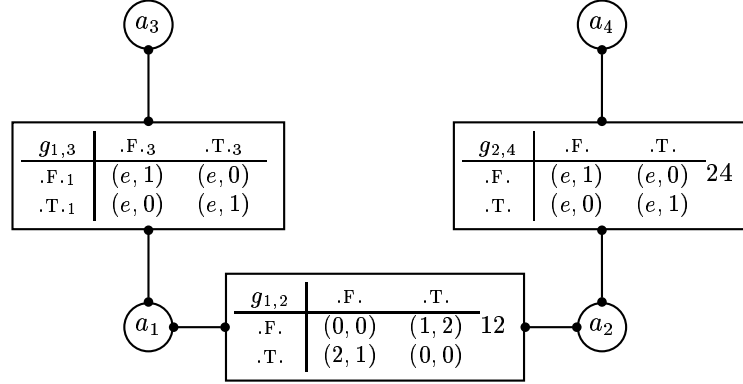 a3 a4
g1,3 .F.3 .T.3
.F.1 (e, 1) (e, 0)
.T.1 (e, 0) (e, 1)
g2,4 .F. .T.
.F. (e, 1) (e, 0) 24
.T. (e, 0) (e, 1)
a1
g1,2 .F. .T.
.F. (0, 0) (1, 2) 12
.T. (2, 1) (0, 0)
a2